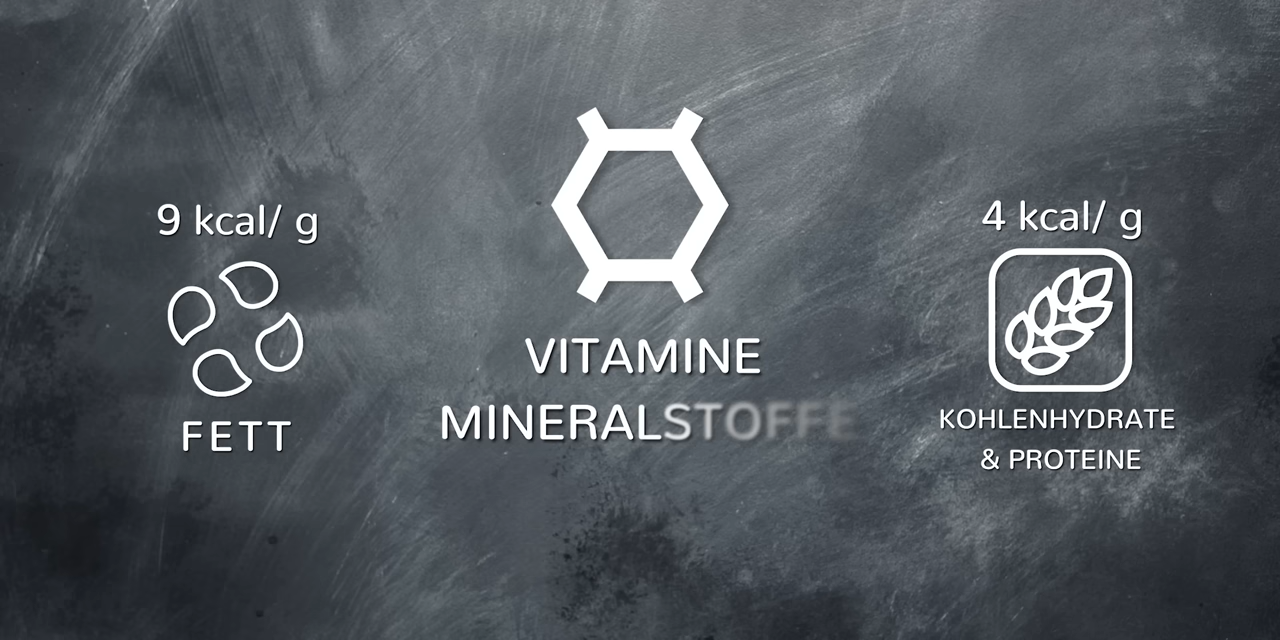 9 kcal/ g
FETT
VITAMINE
MINERALSTOFFE
4 kcal/ g
KOHLENHYDRATE
& PROTEINE